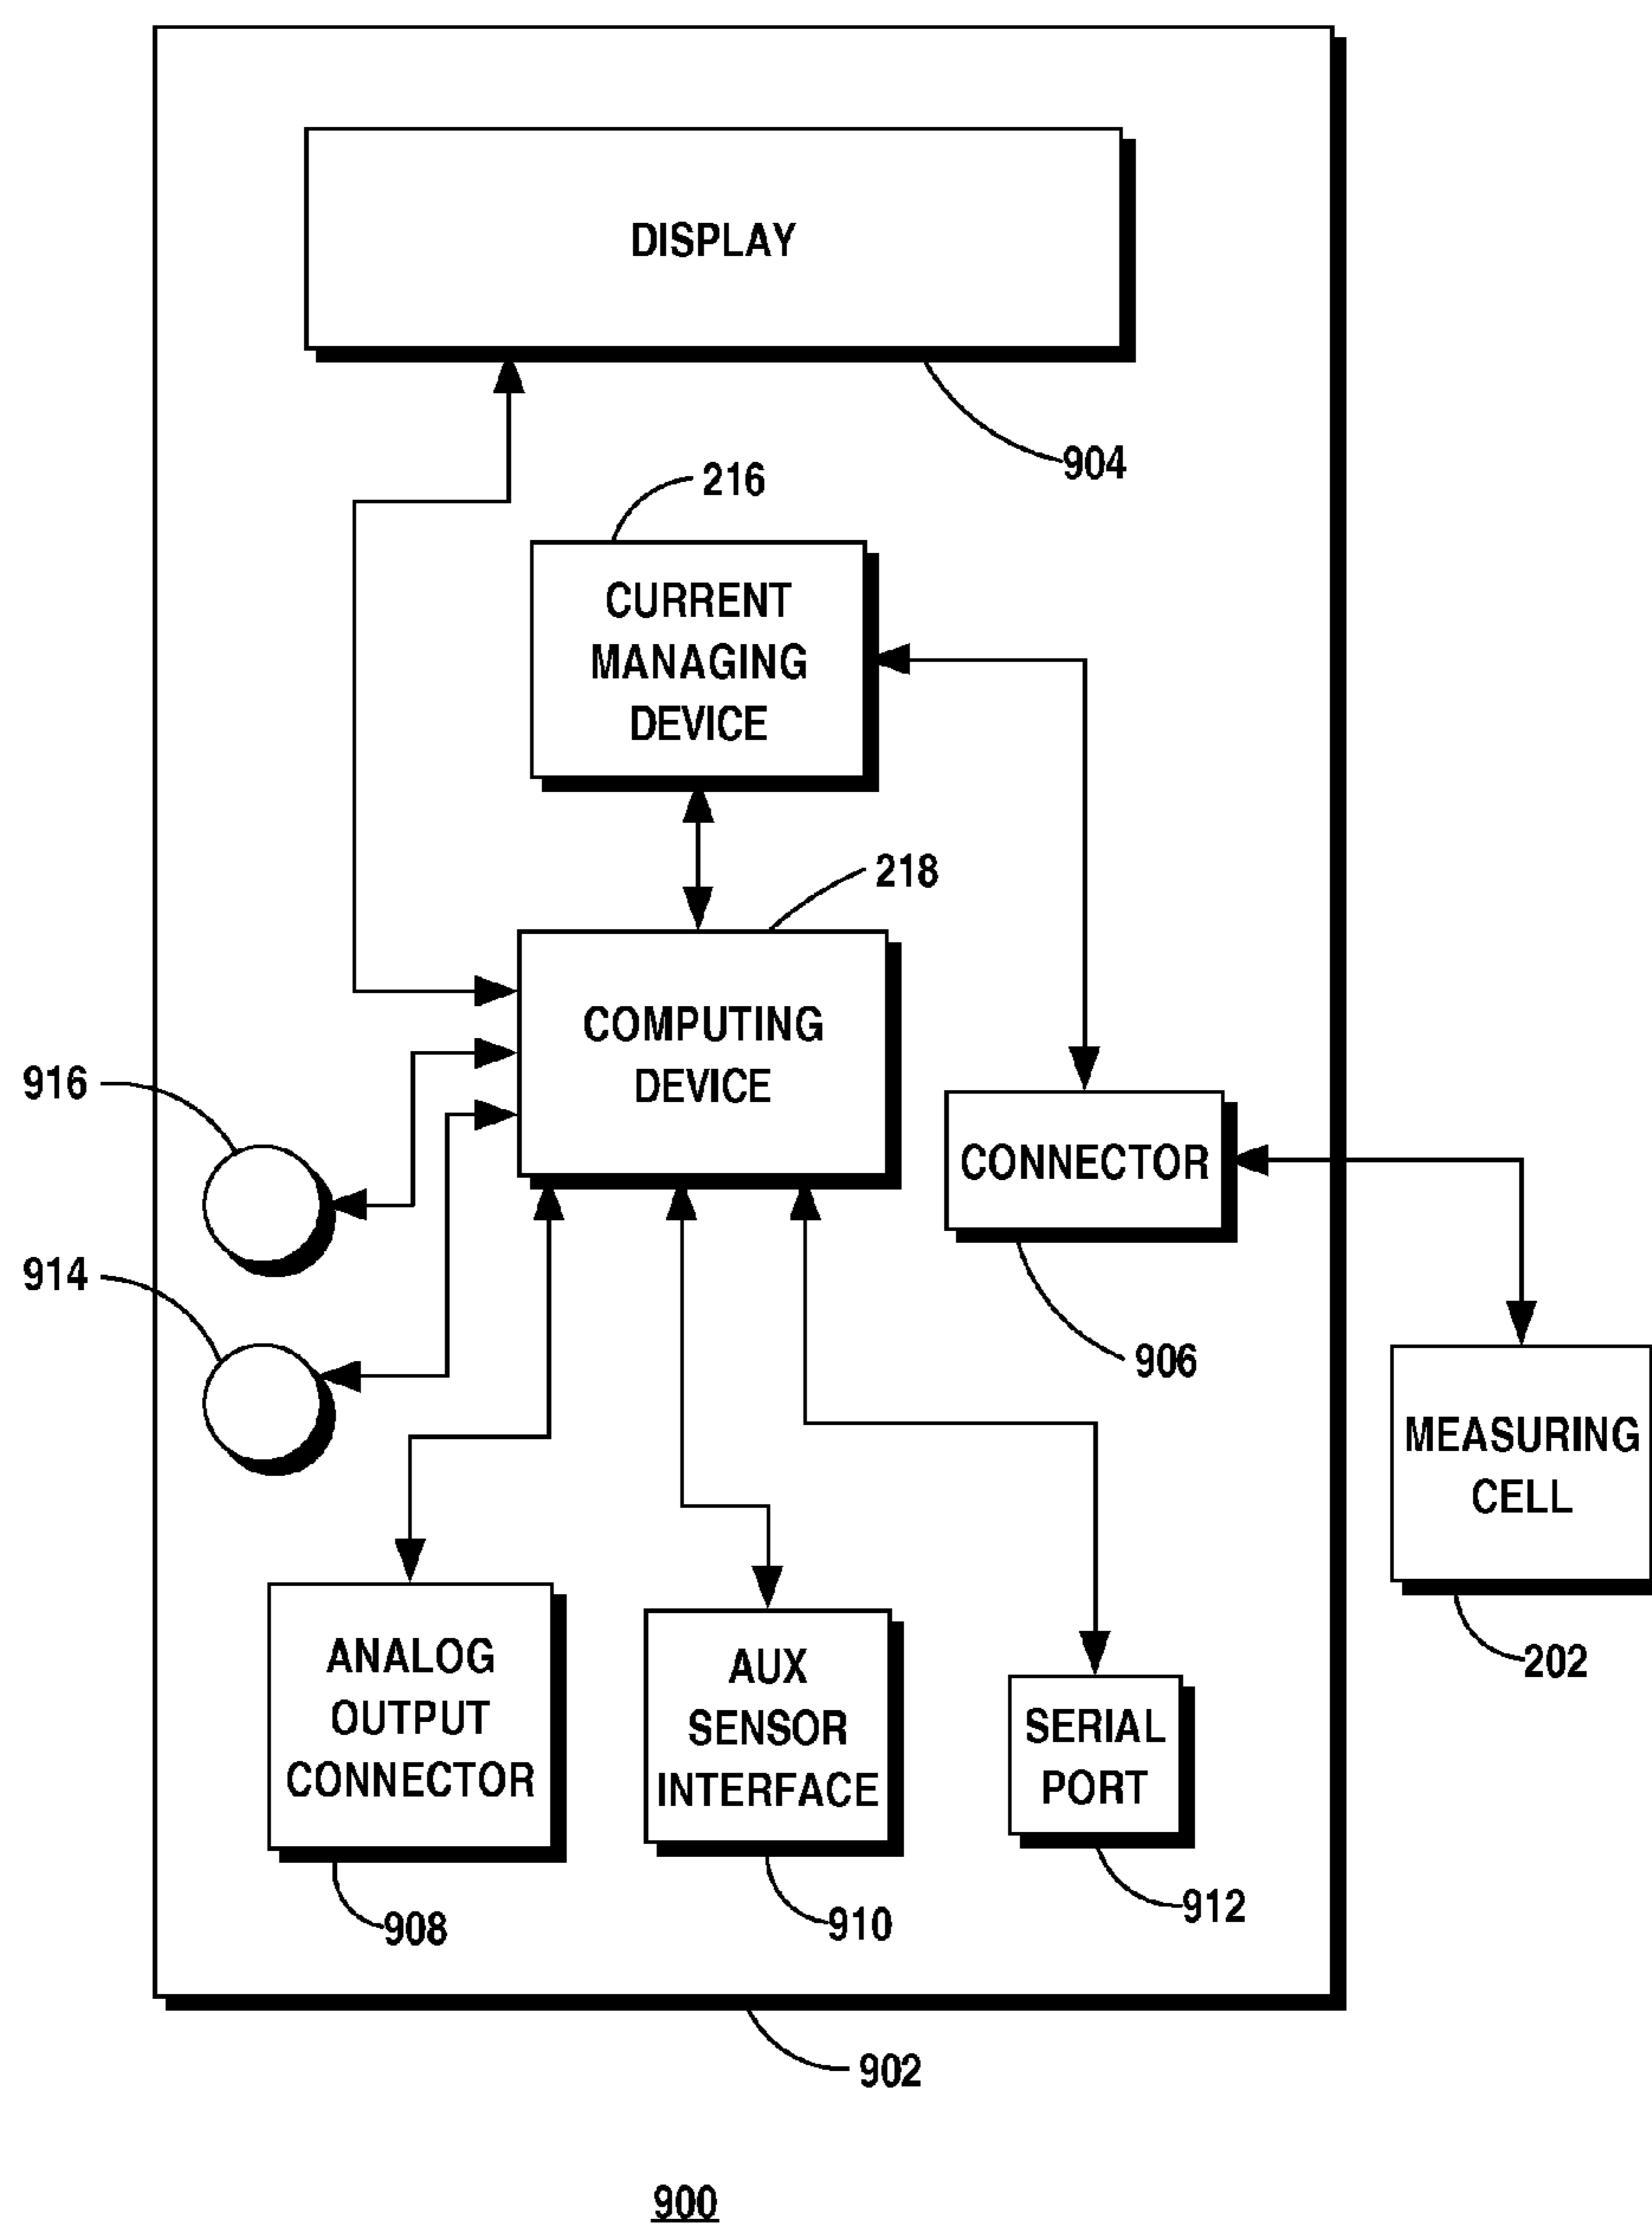 DISPLAY
904
216
CURRENT
MANAGING
DEVICE
218
COMPUTING
DEVICE
916
CONNECTOR
914
906
MEASURING
CELL
202
ANALOG
OUTPUT
CONNECTOR
AUX
SENSOR
INTERFACE
SERIAL
PORT
908
910
912
902
900